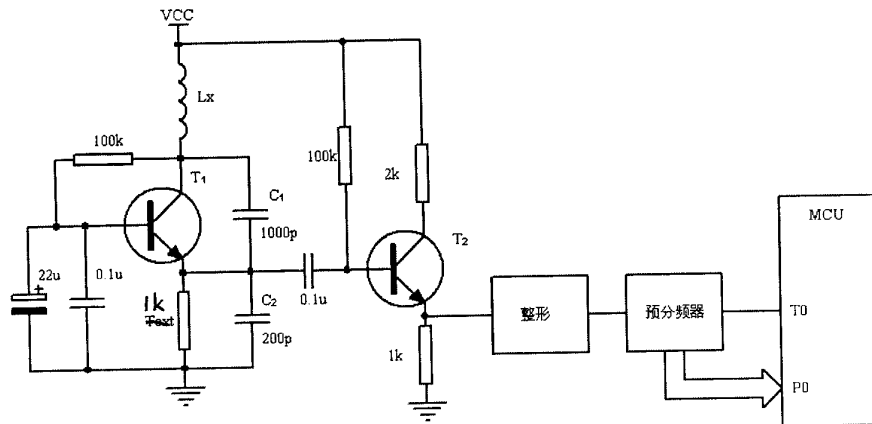 VCC
Lx
100k
T1
C1
1000p
100k
2k
MCU
T2
22u
+
0.1u
1k
Text
C2
200p
0.1u
整形
预分频器
T0
1k
P0